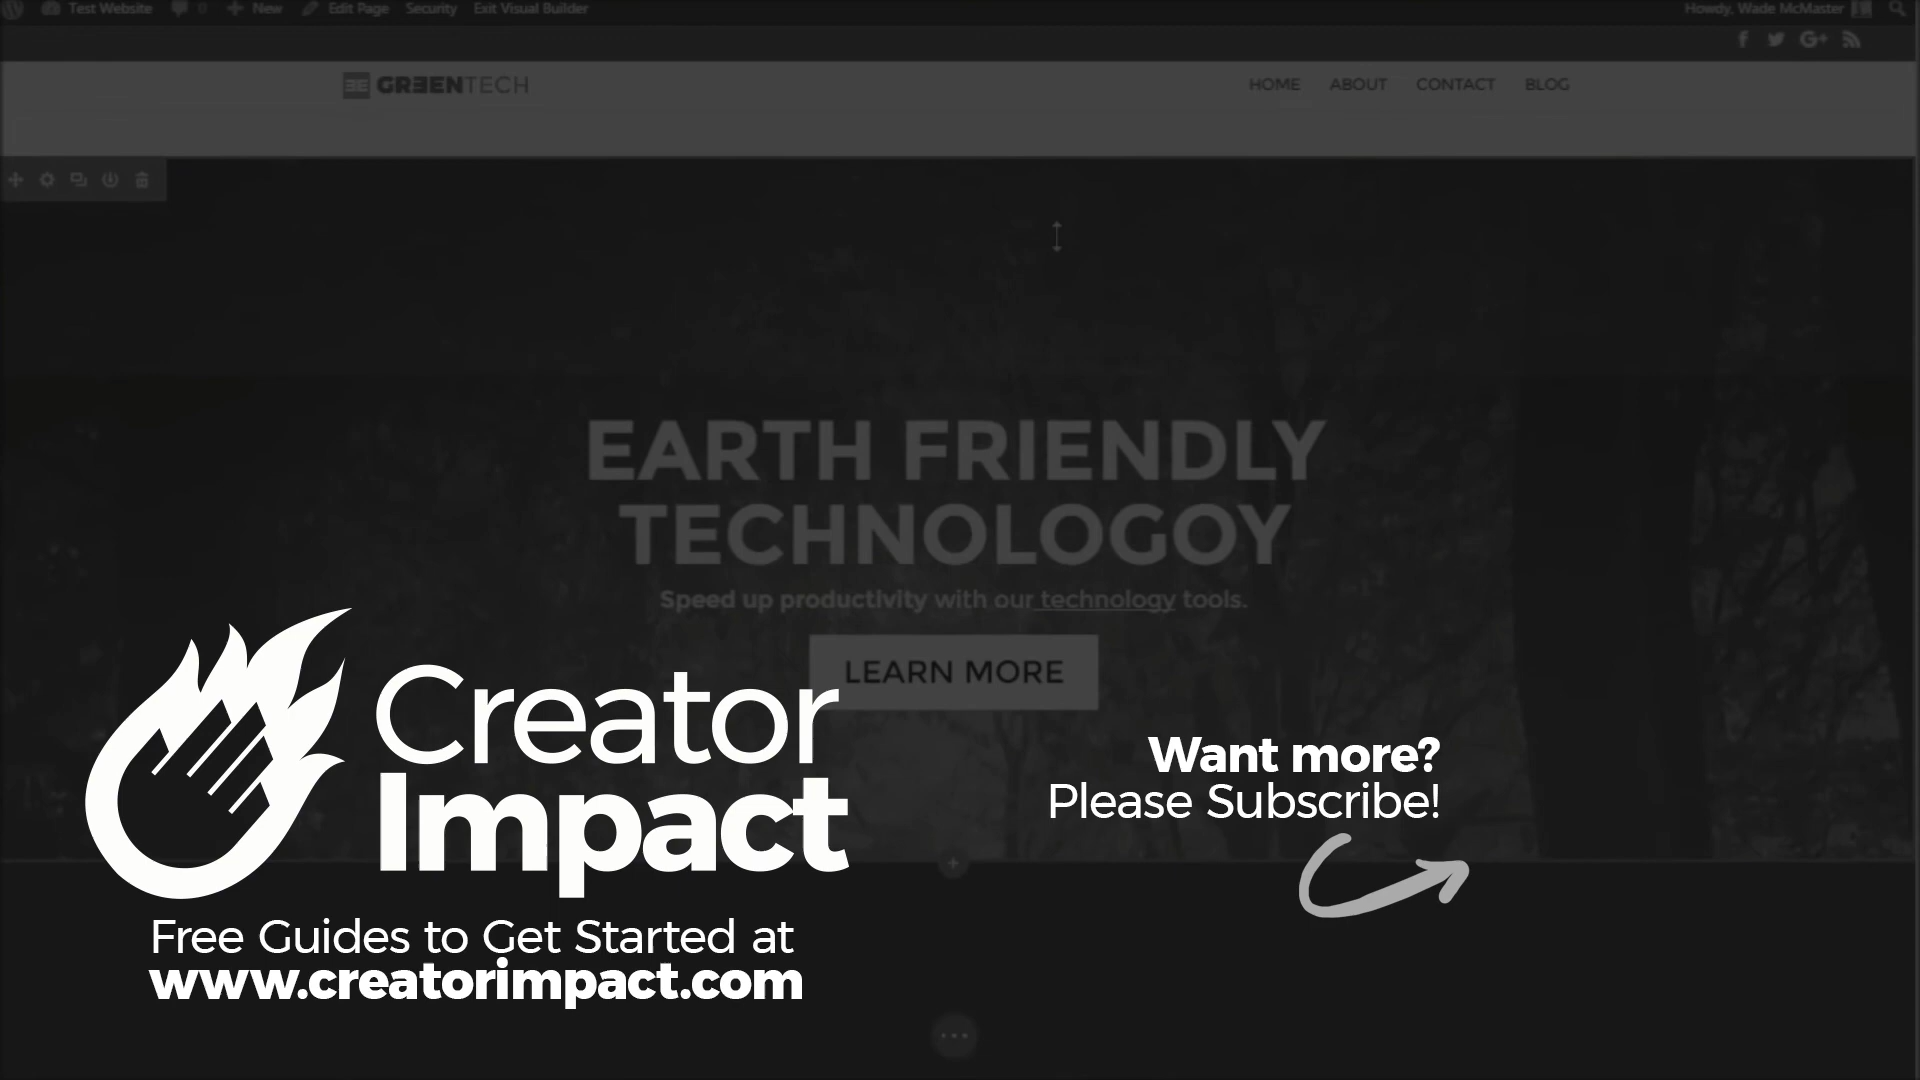 Test Website 0 New Edit Page Security Exit Visual Builder Howdy, Wade McMaster
GREENTECH HOME ABOUT CONTACT BLOG
EARTH FRIENDLY
TECHNOLOGOY
Speed up productivity with our technology tools.
LEARN MORE
Creator
Impact
Want more?
Please Subscribe!
Free Guides to Get Started at
www.creatorimpact.com